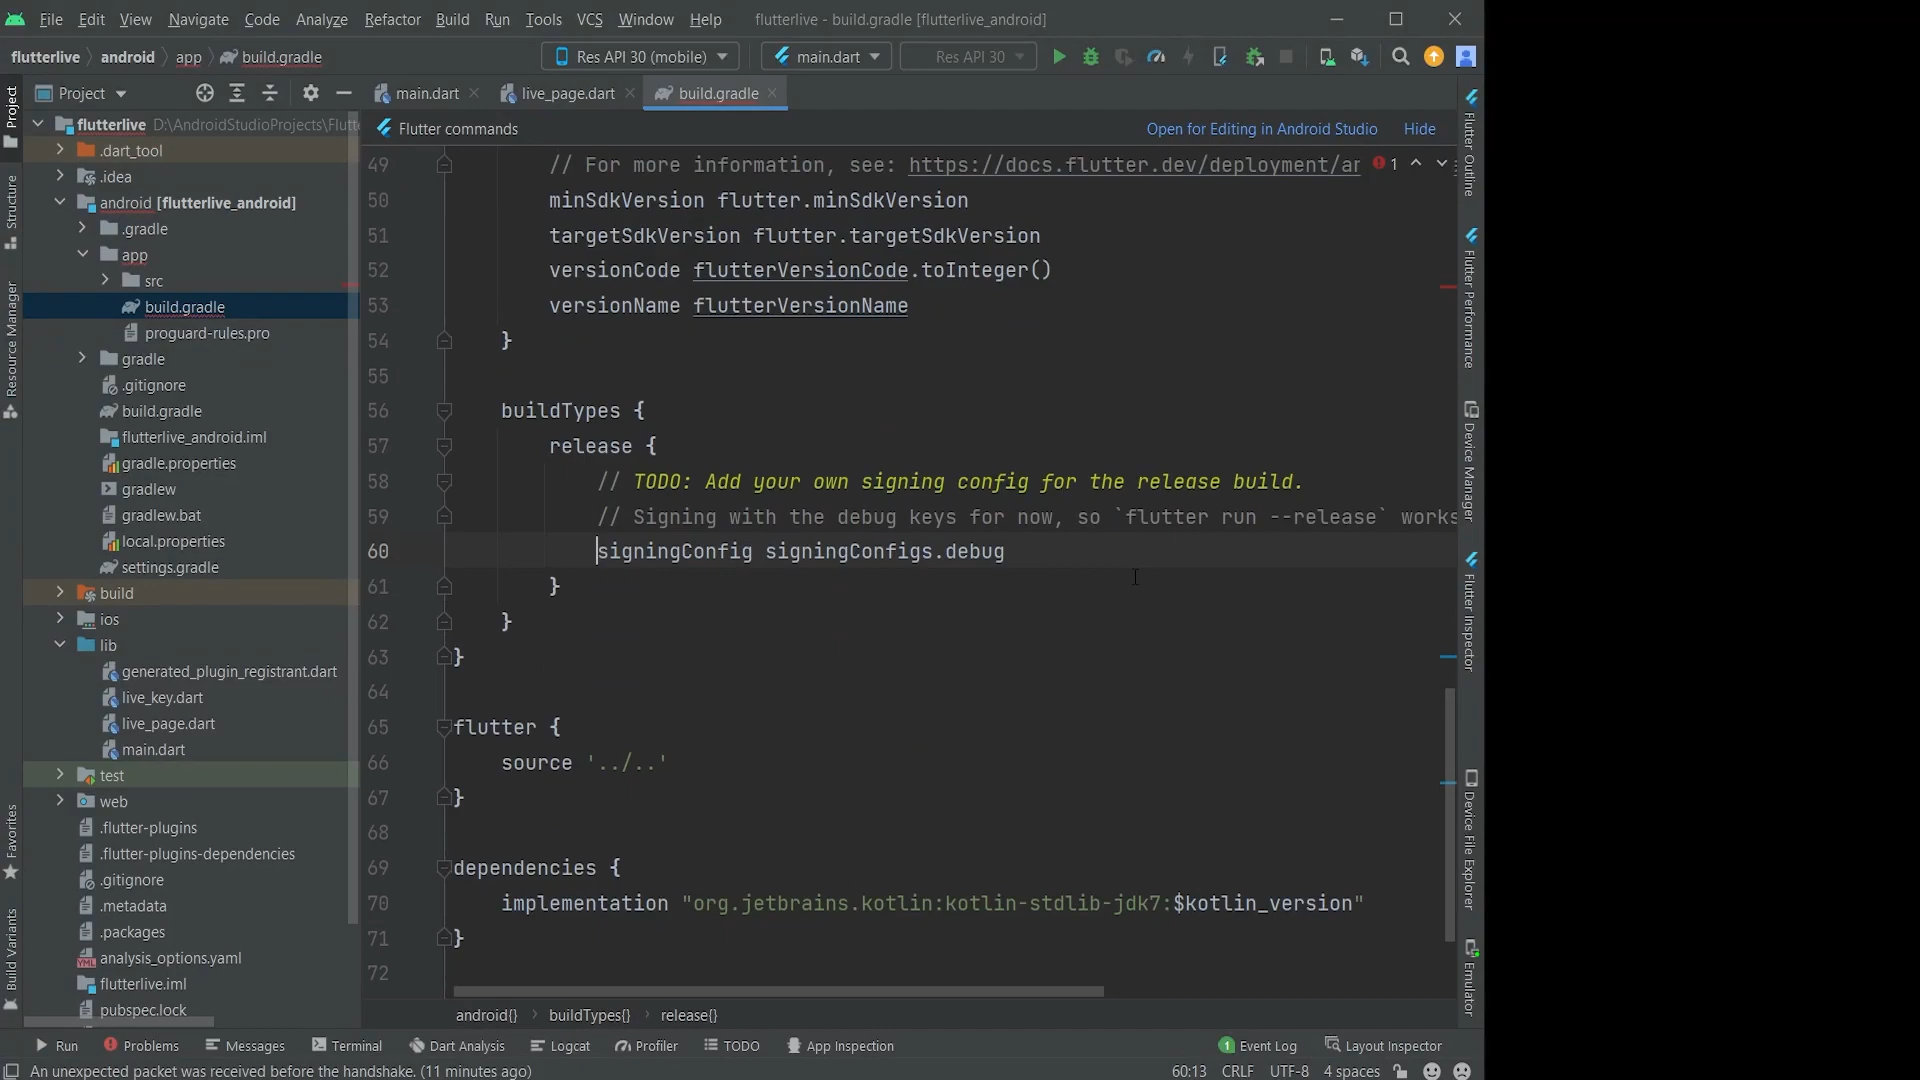 File Edit View Navigate Code Analyze Refactor Build Run Tools VCS Window Help flutterlive - build.gradle [flutterlive_android]
flutterlive android app build.gradle Res API 30 (mobile) main.dart Res API 30
Project main.dart live_page.dart build.gradle
Flutter commands Open for Editing in Android Studio Hide
flutterlive D:\AndroidStudioProjects\Flutt
.dart_tool
.idea
android [flutterlive_android]
.gradle
app
src
build.gradle
proguard-rules.pro
gradle
.gitignore
build.gradle
flutterlive_android.iml
gradle.properties
gradlew
gradlew.bat
local.properties
settings.gradle
build
ios
lib
generated_plugin_registrant.dart
live_key.dart
live_page.dart
main.dart
test
web
.flutter-plugins
.flutter-plugins-dependencies
.gitignore
.metadata
.packages
analysis_options.yaml
flutterlive.iml
pubspec.lock
49 // For more information, see: https://docs.flutter.dev/deployment/ar 1
50 minSdkVersion flutter.minSdkVersion
51 targetSdkVersion flutter.targetSdkVersion
52 versionCode flutterVersionCode.toInteger()
53 versionName flutterVersionName
54 }
55
56 buildTypes {
57 release {
58 // TODO: Add your own signing config for the release build.
59 // Signing with the debug keys for now, so `flutter run --release` works
60 signingConfig signingConfigs.debug
61 }
62 }
63 }
64
65 flutter {
66 source '../..'
67 }
68
69 dependencies {
70 implementation "org.jetbrains.kotlin:kotlin-stdlib-jdk7:$kotlin_version"
71 }
72
android{} buildTypes{} release{}
Project
Structure
Resource Manager
Favorites
Build Variants
Flutter Outline
Flutter Performance
Device Manager
Flutter Inspector
Device File Explorer
Emulator
Run Problems Messages Terminal Dart Analysis Logcat Profiler TODO App Inspection 1 Event Log Layout Inspector
An unexpected packet was received before the handshake. (11 minutes ago) 60:13 CRLF UTF-8 4 spaces